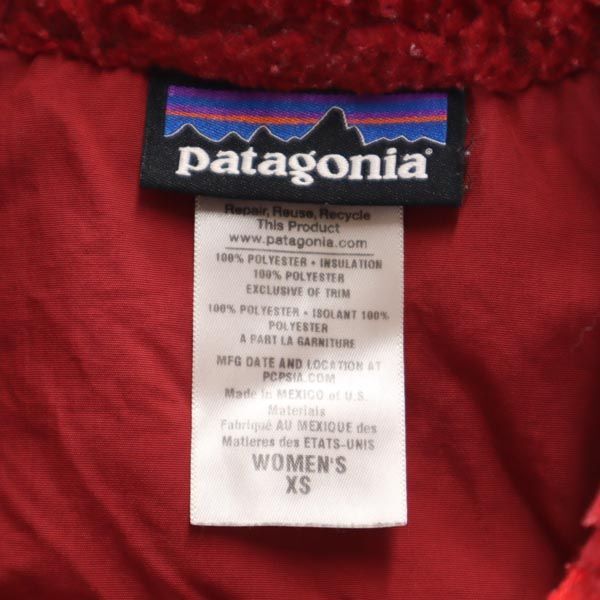 patagonia®
Repair, Reuse, Recycle
This Product
www.patagonia.com
100% POLYESTER • INSULATION
100% POLYESTER
EXCLUSIVE OF TRIM
100% POLYESTER • ISOLANT 100%
POLYESTER
A PART LA GARNITURE
MFG DATE AND LOCATION AT
PCPSIA.COM
Made in MEXICO of U.S.
Materials
Fabriqué AU MEXIQUE des
Matieres des ETATS-UNIS
WOMEN'S
XS